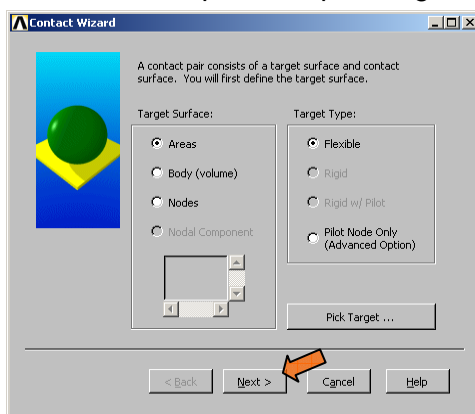 Contact Wizard
A contact pair consists of a target surface and contact
surface. You will first define the target surface.
Target Surface:
Target Type:
Areas
Body (volume)
Nodes
Nodal Component
Flexible
Rigid
Rigid w/ Pilot
Pilot Node Only
(Advanced Option)
Pick Target ...
< Back
Next >
Cancel
Help